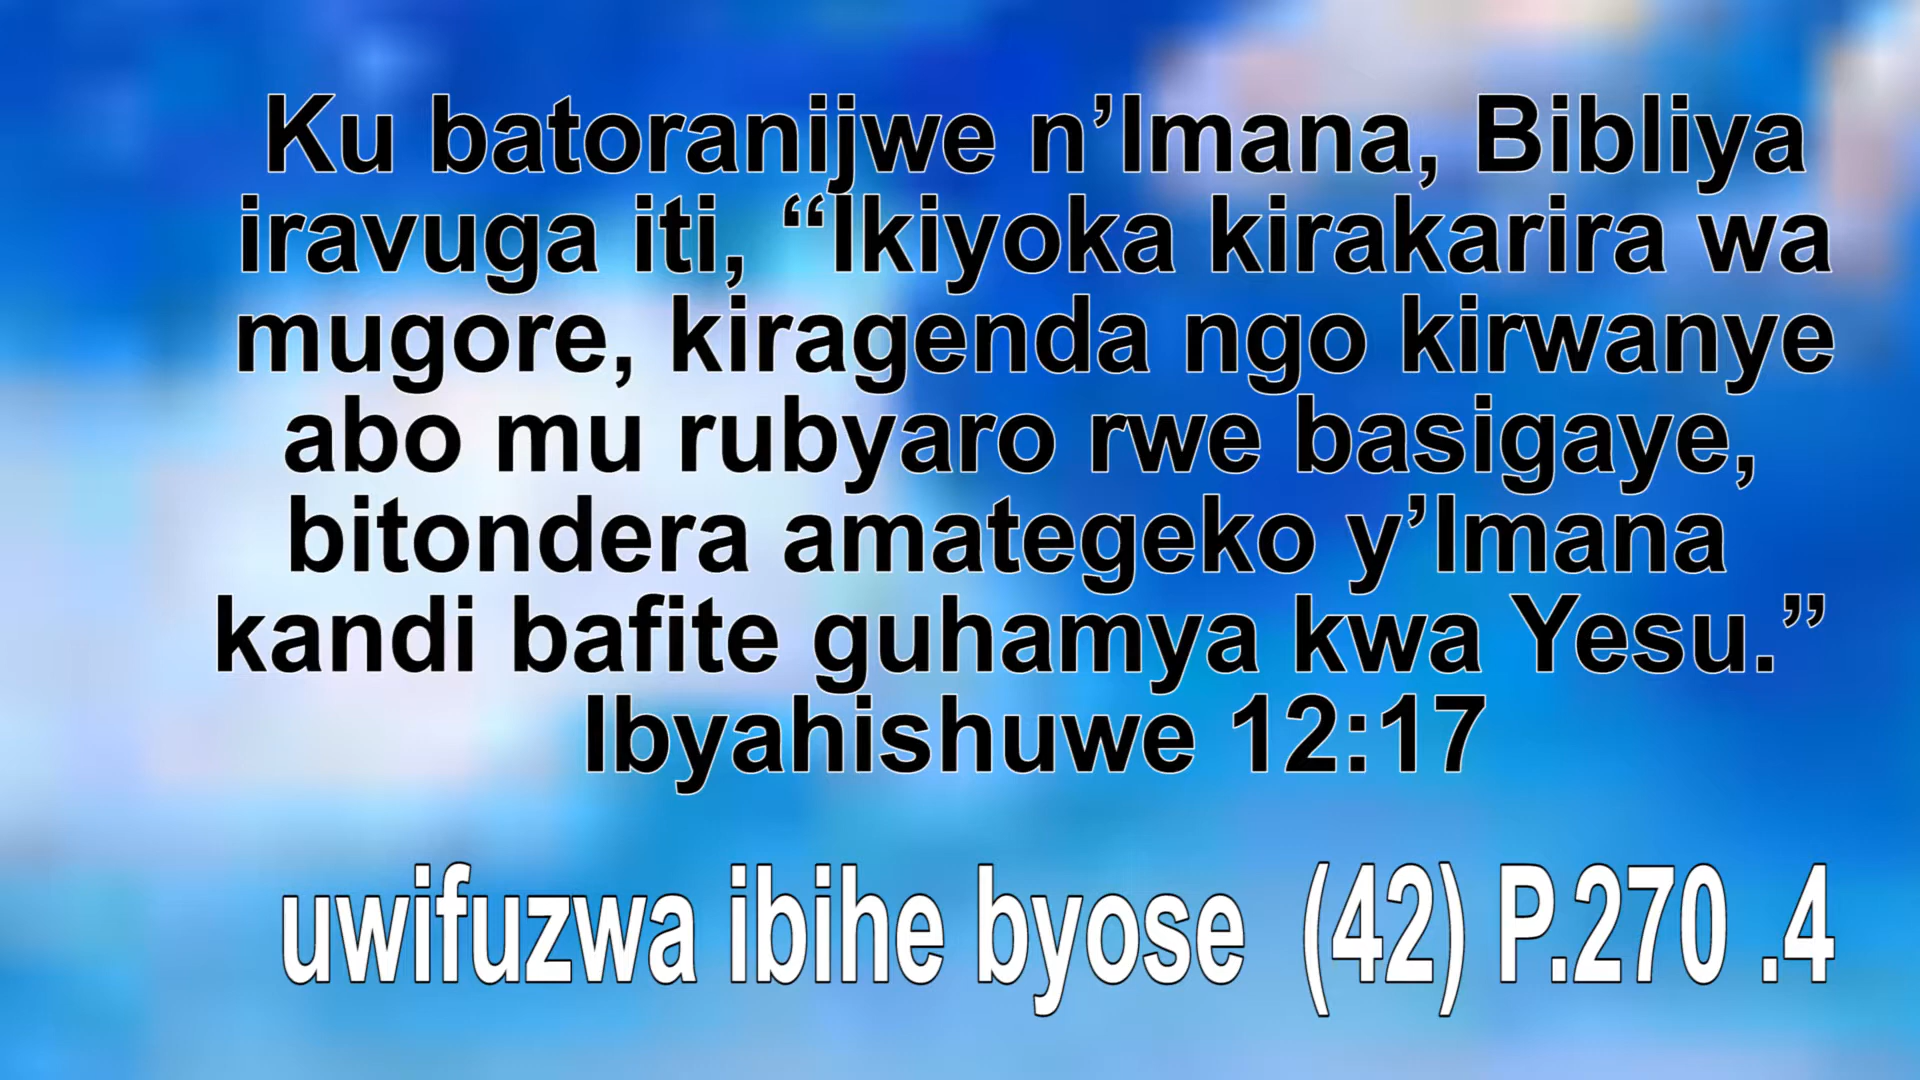 Ku batoranijwe n’Imana, Bibliya
iravuga iti, “Ikiyoka kirakarira wa
mugore, kiragenda ngo kirwanye
abo mu rubyaro rwe basigaye,
bitondera amategeko y’Imana
kandi bafite guhamya kwa Yesu.”
Ibyahishuwe 12:17
uwifuzwa ibihe byose (42) P.270 .4